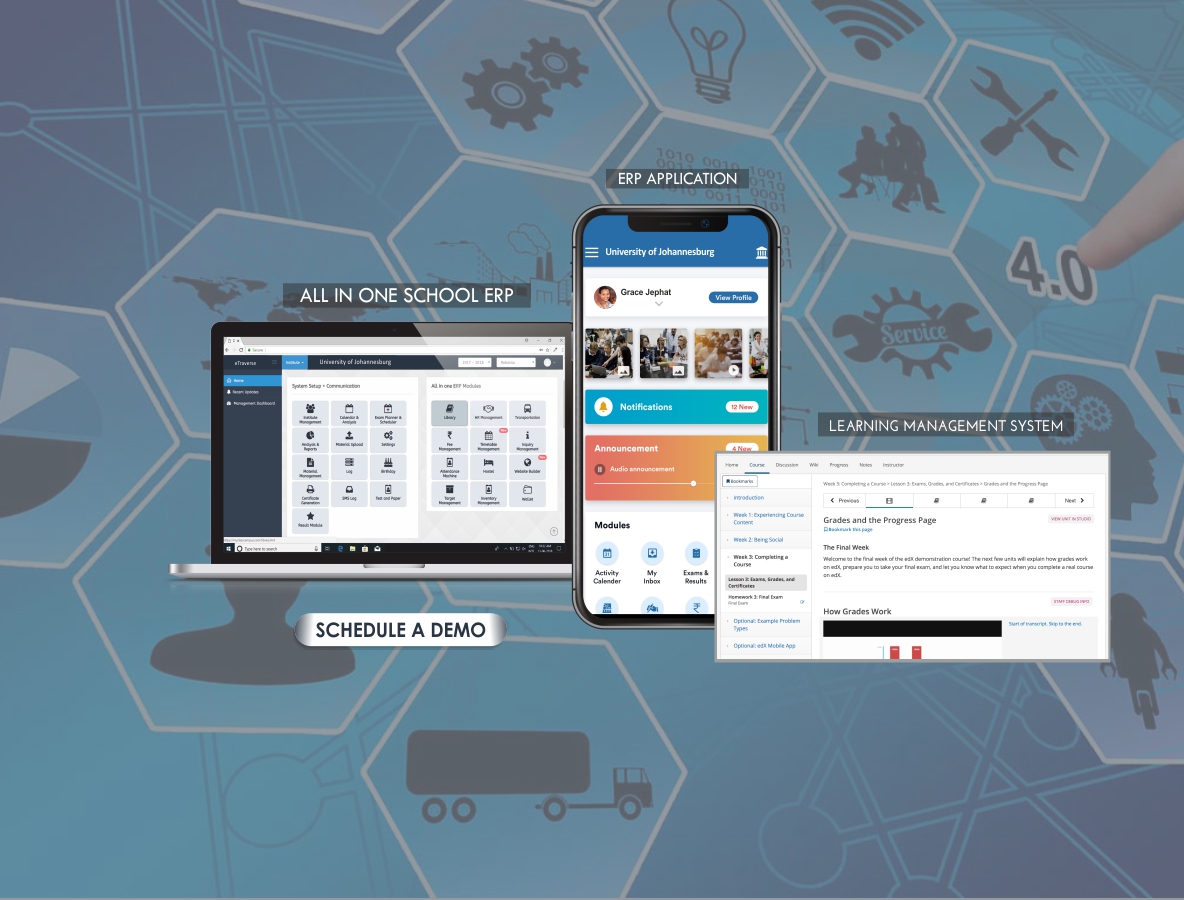 1010 0010 1001
4.0
Service
ERP APPLICATION
ALL IN ONE SCHOOL ERP
LEARNING MANAGEMENT SYSTEM
SCHEDULE A DEMO
Secure
eTraverse
Institute
University of Johannesburg
2017 - 2018
Home
Recent Updates
Management Dashboard
System Setup + Communication
Institute Management
Calendar & Analysis
Exam Planner & Scheduler
Analysis & Reports
Material Upload
Settings
Material Management
Log
Birthday
Certificate Generation
SMS Log
Test and Paper
Result Module
All in one ERP Modules
Library
HR Management
Transportation
Fee Management
Timetable Management
Inquiry Management
Attendance Machine
Hostel
Website Builder
Target Management
Inventory Management
Wallet
Type here to search
University of Johannesburg
Grace Jephat
View Profile
Notifications
12 New
Announcement
4 New
Audio announcement
Modules
Activity Calender
My Inbox
Exams & Results
Home Course Discussion Wiki Progress Notes Instructor
Bookmarks
Introduction
Week 1: Experiencing Course
Content
Week 2: Being Social
Week 3: Completing a
Course
Lesson 3: Exams, Grades, and
Certificates
Homework 3: Final Exam
Final Exam
Optional: Example Problem
Types
Optional: edX Mobile App
Week 3: Completing a Course > Lesson 3: Exams, Grades, and Certificates > Grades and the Progress Page
Previous
Next
Grades and the Progress Page
VIEW UNIT IN STUDIO
Bookmark this page
The Final Week
Welcome to the final week of the edX demonstration course! The next few units will explain how grades work
on edX, prepare you to take your final exam, and let you know what to expect when you complete a real course
on edX.
STAFF DEBUG INFO
How Grades Work
Start of transcript. Skip to the end.